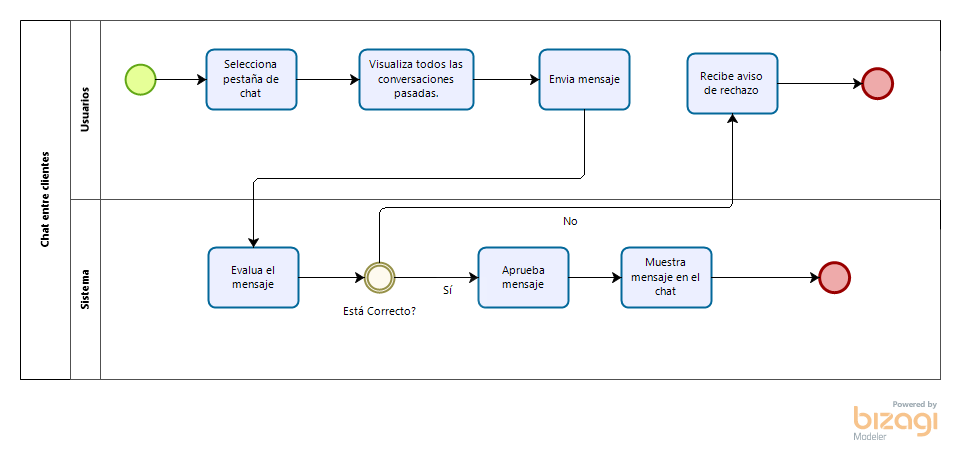 Chat entre clientes
Usuarios
Selecciona
pestaña de
chat
Visualiza todos las
conversaciones
pasadas.
Envia mensaje
Recibe aviso
de rechazo
No
Sistema
Evalua el
mensaje
Está Correcto?
Sí
Aprueba
mensaje
Muestra
mensaje en el
chat
Powered by
bizagi
Modeler